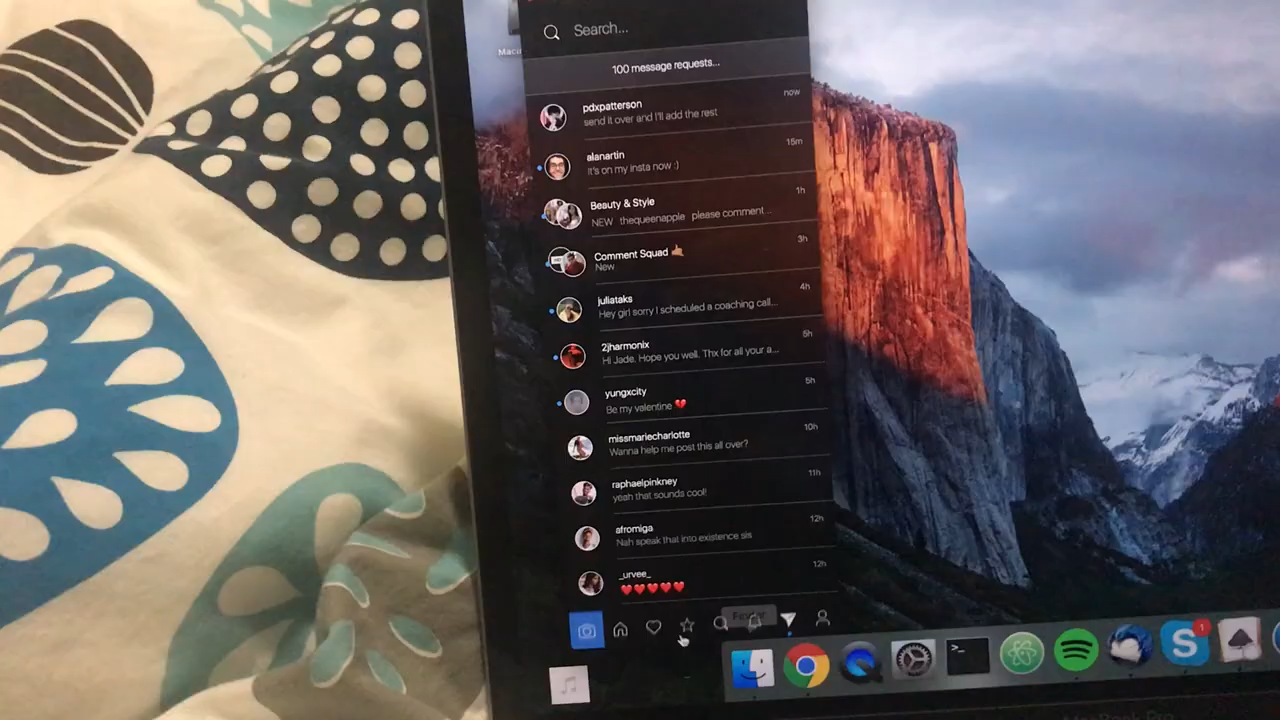 Search...
100 message requests...
pdxpatterson
now
send it over and I'll add the rest
alanartin
15m
It's on my insta now :)
Beauty & Style
1h
NEW thequeenapple please comment...
Comment Squad 🤙
3h
New
juliataks
4h
Hey girl sorry I scheduled a coaching call...
2jharmonix
5h
Hi Jade. Hope you well. Thx for all your a...
yungxcity
5h
Be my valentine 💔
missmariecharlotte
10h
Wanna help me post this all over?
raphaelpinkney
11h
yeah that sounds cool!
afromiga
12h
Nah speak that into existence sis
_urvee_
12h
❤️❤️❤️❤️❤️
Finder
>_
S
1